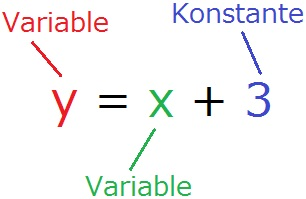 Konstante
Variable
y = x + 3
Variable